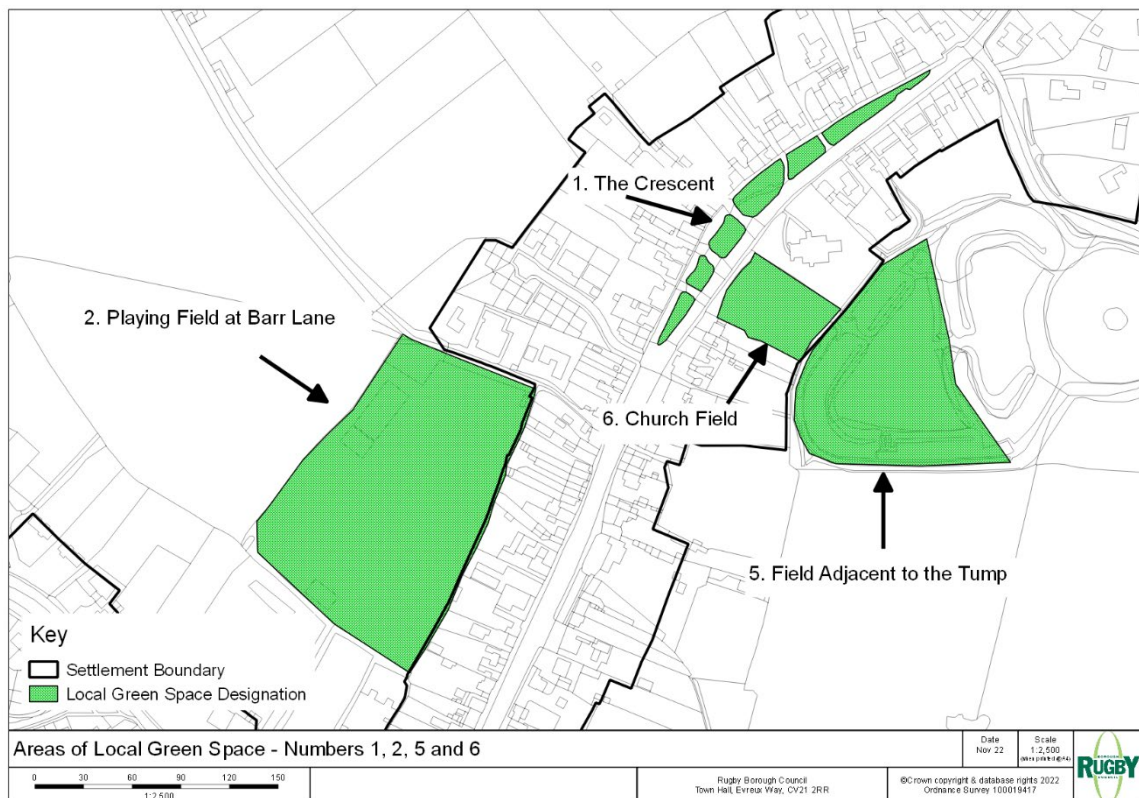 1. The Crescent
2. Playing Field at Barr Lane
6. Church Field
5. Field Adjacent to the Tump
Key
Settlement Boundary
Local Green Space Designation
Areas of Local Green Space - Numbers 1, 2, 5 and 6
Date
Nov 22
Scale
1:2,500
(When printed @A4)
0 30 60 90 120 150
1:2,500
Rugby Borough Council
Town Hall, Evreux Way, CV21 2RR
©Crown copyright & database rights 2022
Ordnance Survey 100019417
RUGBY